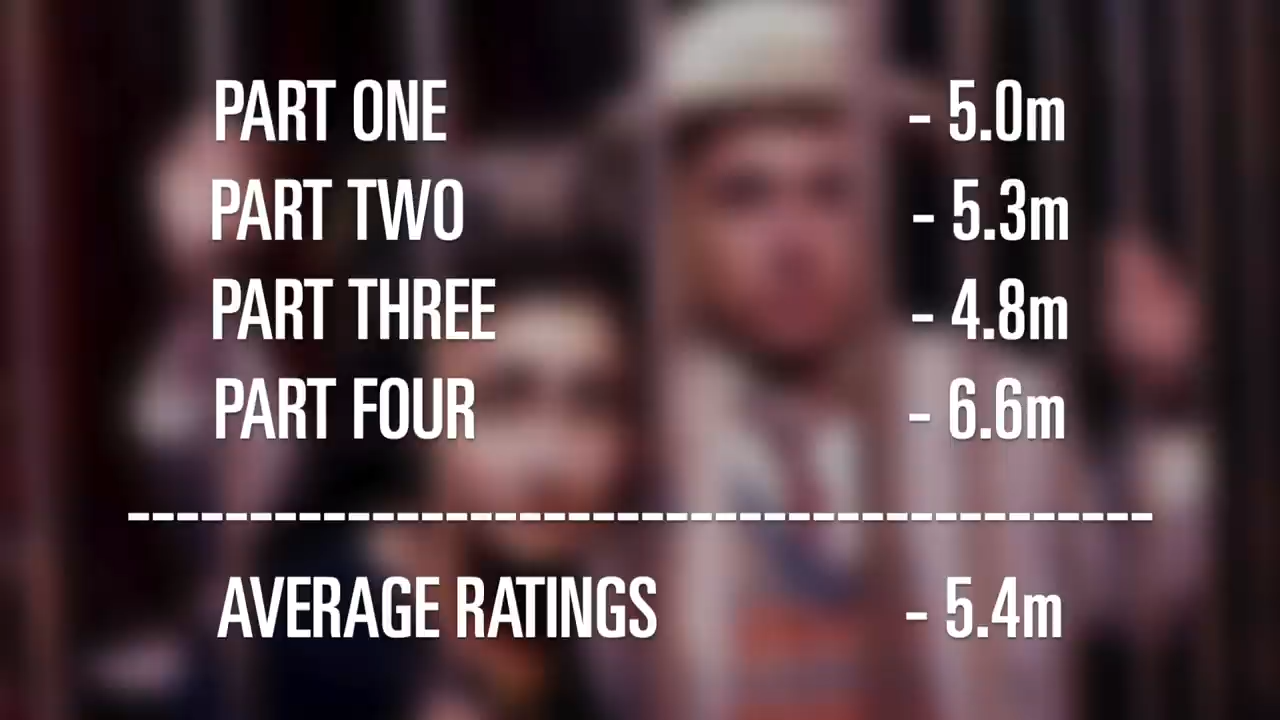 PART ONE - 5.0m
PART TWO - 5.3m
PART THREE - 4.8m
PART FOUR - 6.6m
------------------------------------------
AVERAGE RATINGS - 5.4m